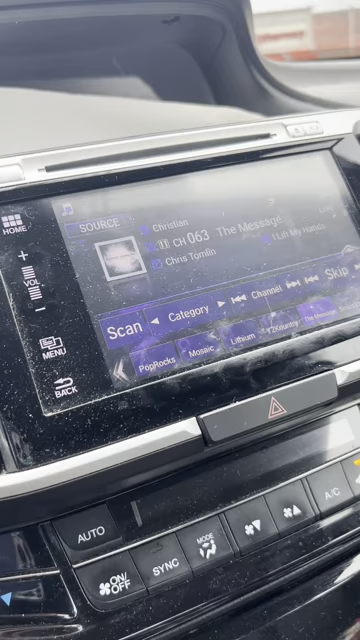 HOME
SOURCE
Christian
CH 063 The Message
I Lift My Hands
Chris Tomlin
+
VOL
−
Scan
Category
Channel
Skip
MENU
PopRocks
Mosaic
Lithium
Y2Kountry
BACK
AUTO
ON/OFF
SYNC
MODE
A/C